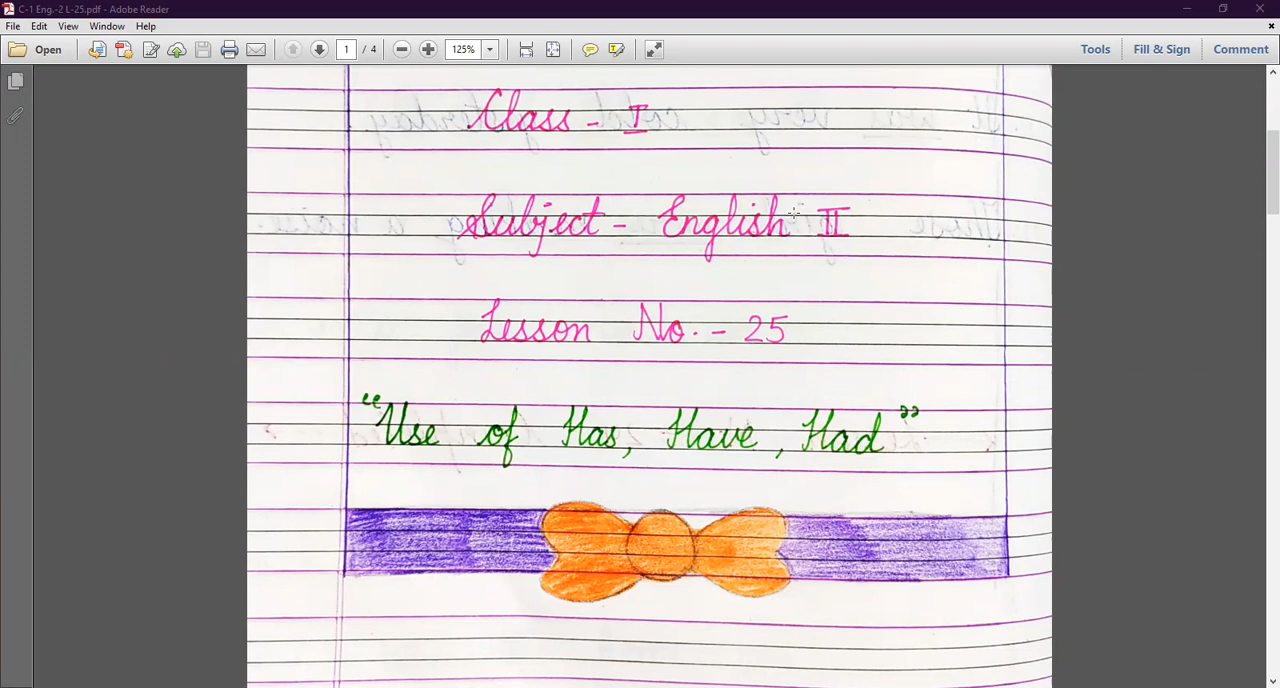 C-1 Eng.-2 L-25.pdf - Adobe Reader
File Edit View Window Help
Open 1 / 4 125% Tools Fill & Sign Comment
Class - I
Subject - English II
Lesson No. - 25
"Use of Has, Have, Had"